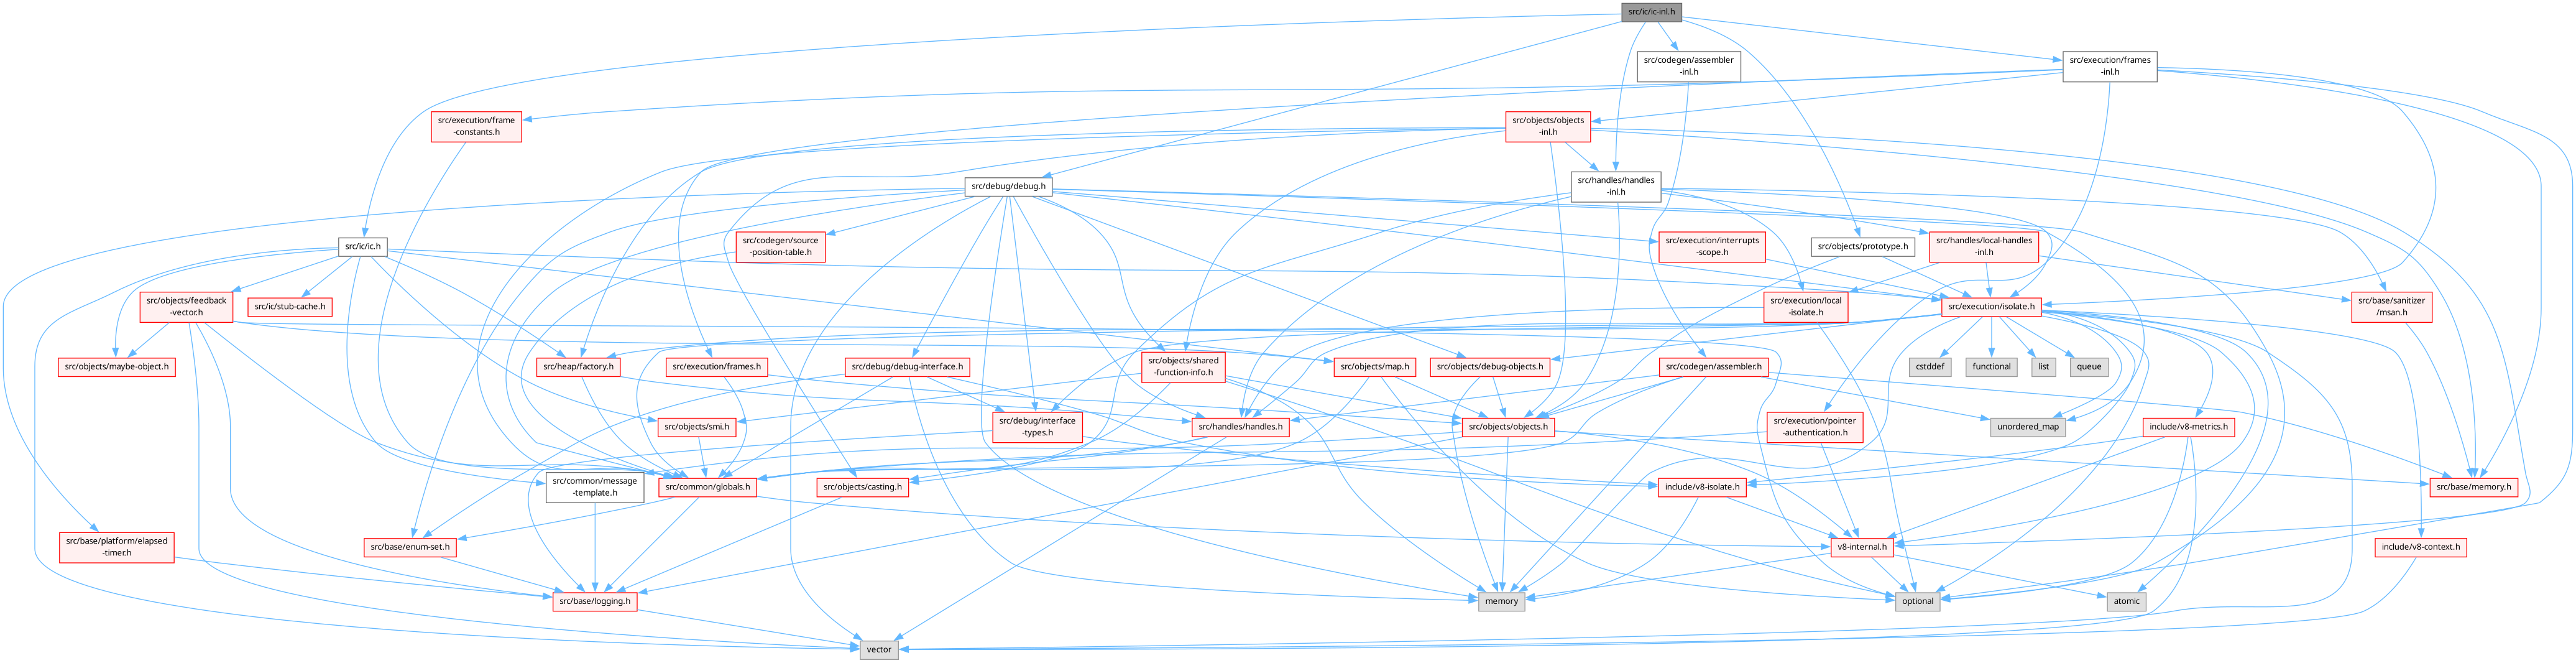 src/ic/ic-inl.h
src/codegen/assembler
-inl.h
src/execution/frames
-inl.h
src/execution/frame
-constants.h
src/objects/objects
-inl.h
src/debug/debug.h
src/handles/handles
-inl.h
src/ic/ic.h
src/codegen/source
-position-table.h
src/execution/interrupts
-scope.h
src/objects/prototype.h
src/handles/local-handles
-inl.h
src/objects/feedback
-vector.h
src/ic/stub-cache.h
src/execution/local
-isolate.h
src/execution/isolate.h
src/base/sanitizer
/msan.h
src/objects/maybe-object.h
src/heap/factory.h
src/execution/frames.h
src/debug/debug-interface.h
src/objects/shared
-function-info.h
src/objects/map.h
src/objects/debug-objects.h
src/codegen/assembler.h
cstddef
functional
list
queue
src/objects/smi.h
src/debug/interface
-types.h
src/handles/handles.h
src/objects/objects.h
src/execution/pointer
-authentication.h
unordered_map
include/v8-metrics.h
src/common/message
-template.h
src/common/globals.h
src/objects/casting.h
include/v8-isolate.h
src/base/memory.h
src/base/platform/elapsed
-timer.h
src/base/enum-set.h
v8-internal.h
include/v8-context.h
src/base/logging.h
memory
optional
atomic
vector